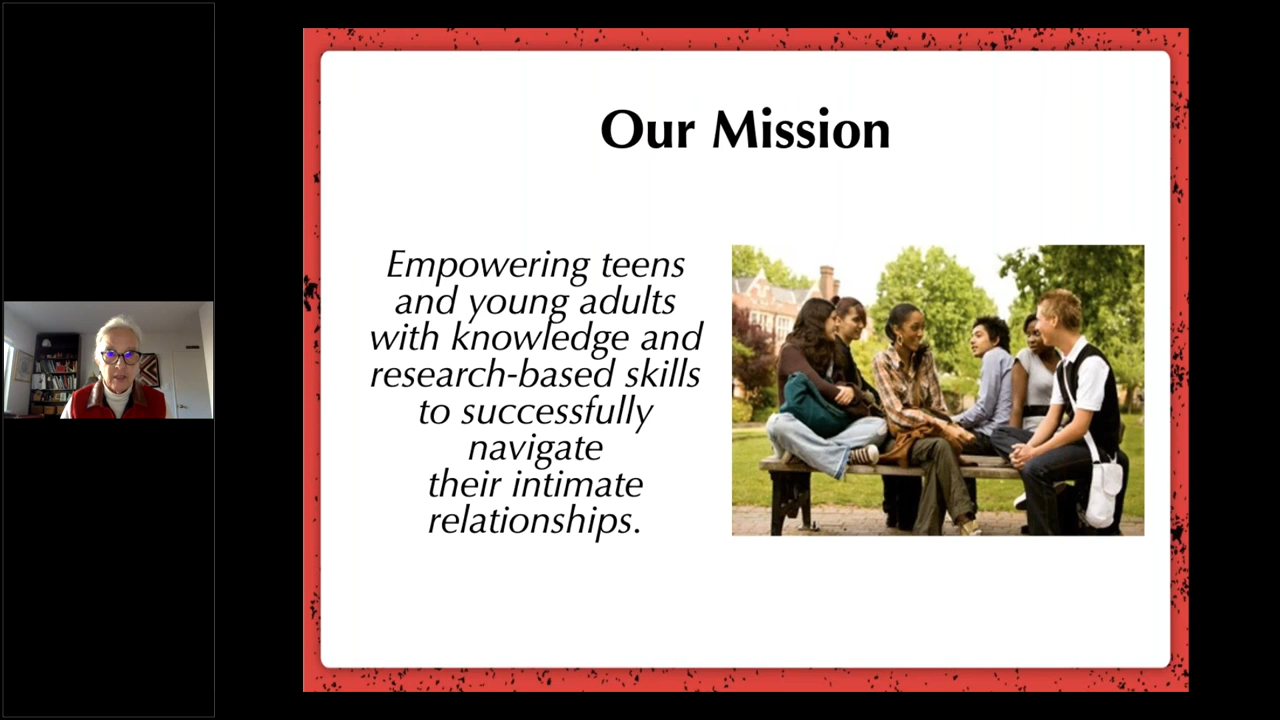 Our Mission
Empowering teens
and young adults
with knowledge and
research-based skills
to successfully
navigate
their intimate
relationships.